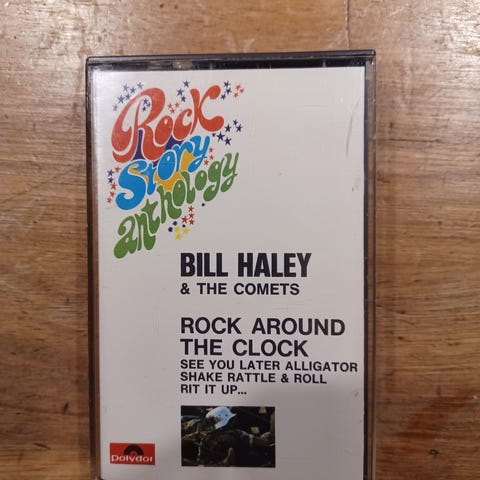 Rock
Story
anthology
BILL HALEY
& THE COMETS
ROCK AROUND
THE CLOCK
SEE YOU LATER ALLIGATOR
SHAKE RATTLE & ROLL
RIT IT UP...
polydor